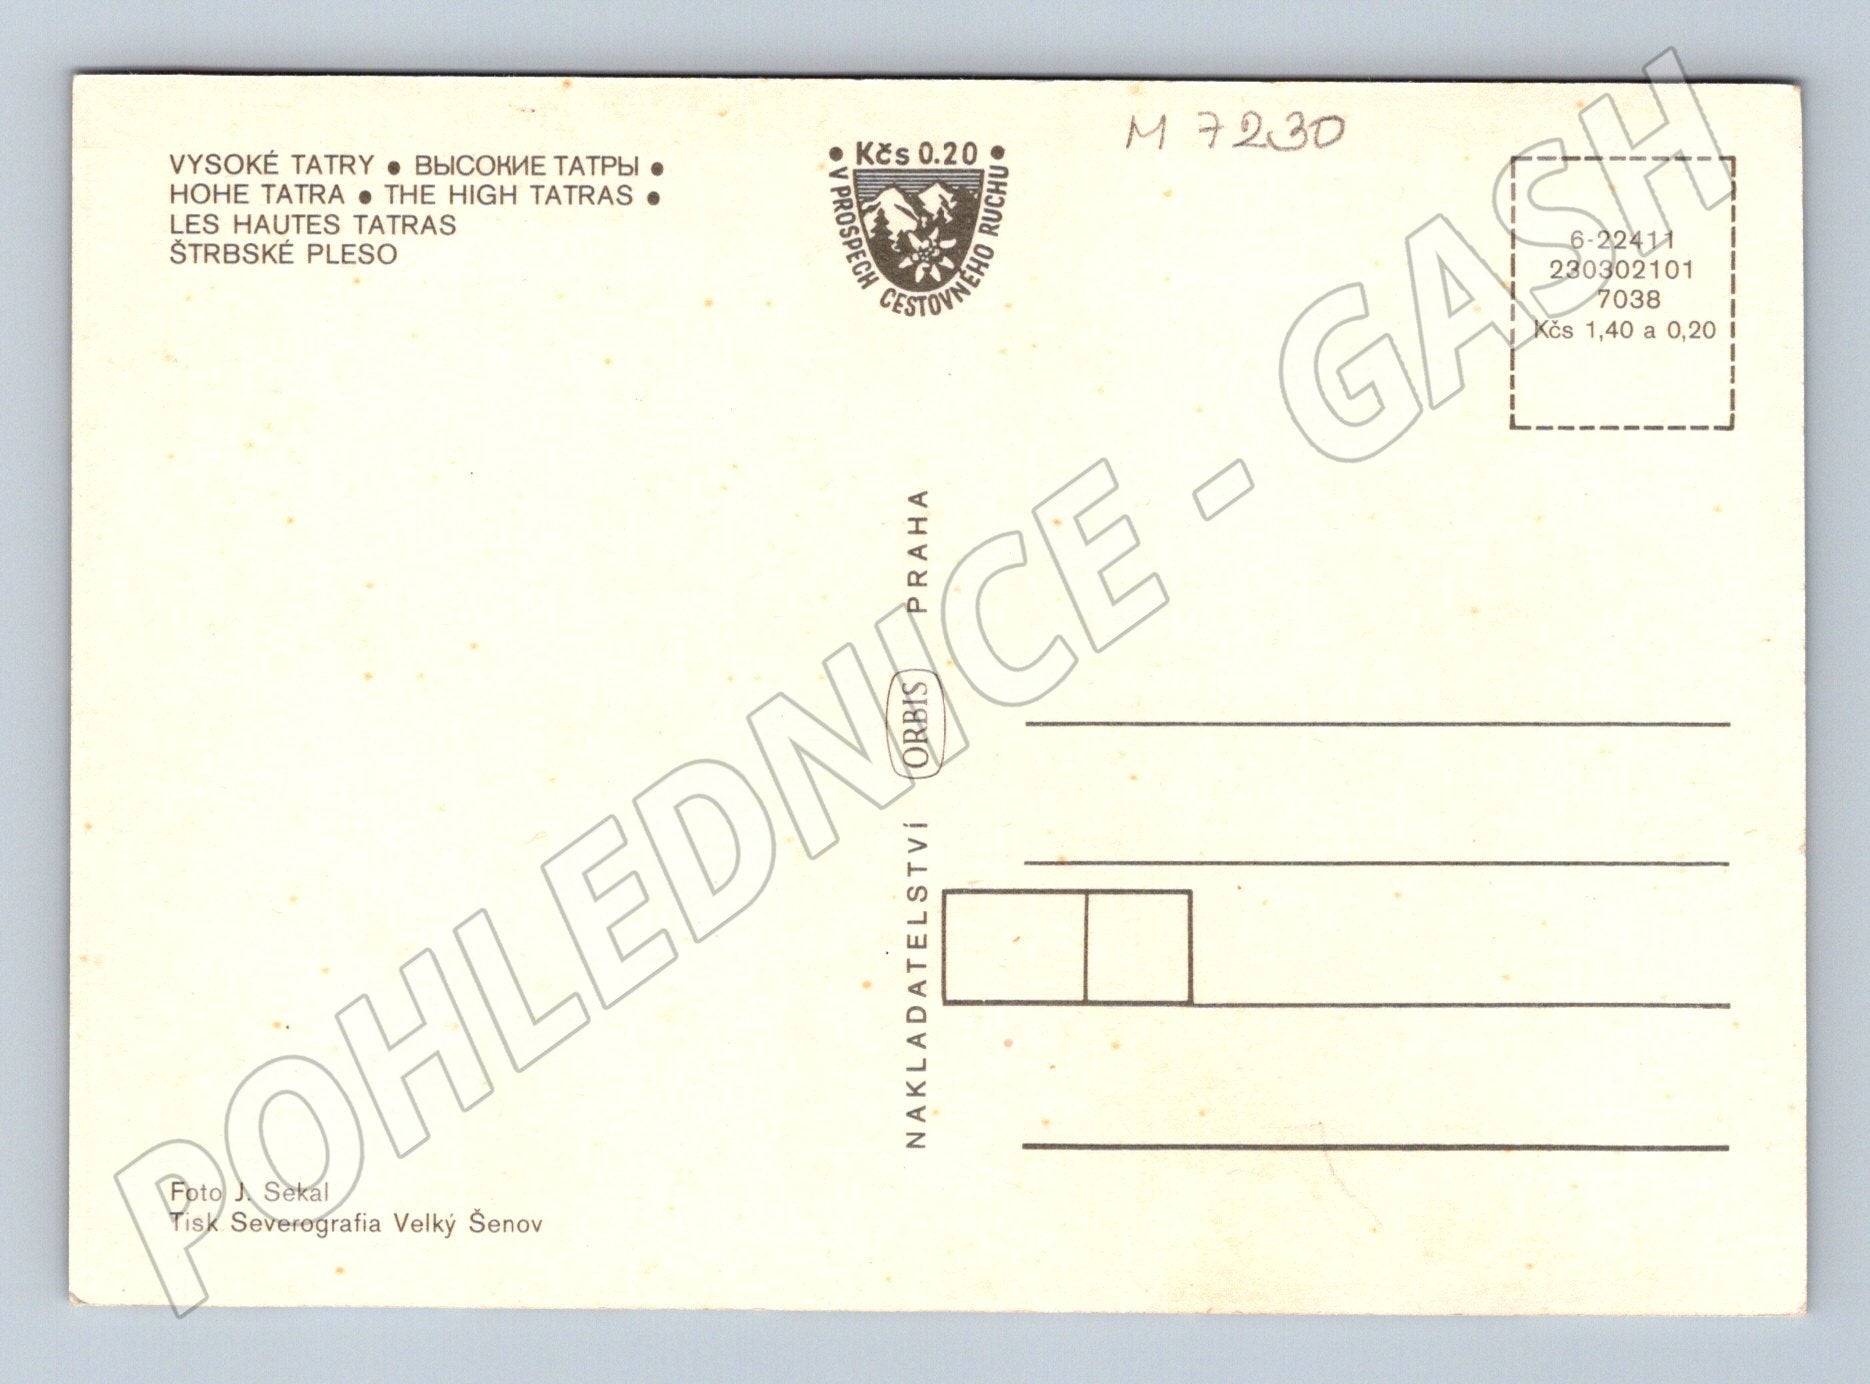 VYSOKÉ TATRY • ВЫСОКИЕ ТАТРЫ •
HOHE TATRA • THE HIGH TATRAS •
LES HAUTES TATRAS
ŠTRBSKÉ PLESO
• Kčs 0.20 •
V PROSPĚCH CESTOVNÉHO RUCHU
M 7230
6-22411
230302101
7038
Kčs 1,40 a 0,20
NAKLADATELSTVÍ ORBIS PRAHA
Foto J. Sekal
Tisk Severografia Velký Šenov
POHLEDNICE - GASH